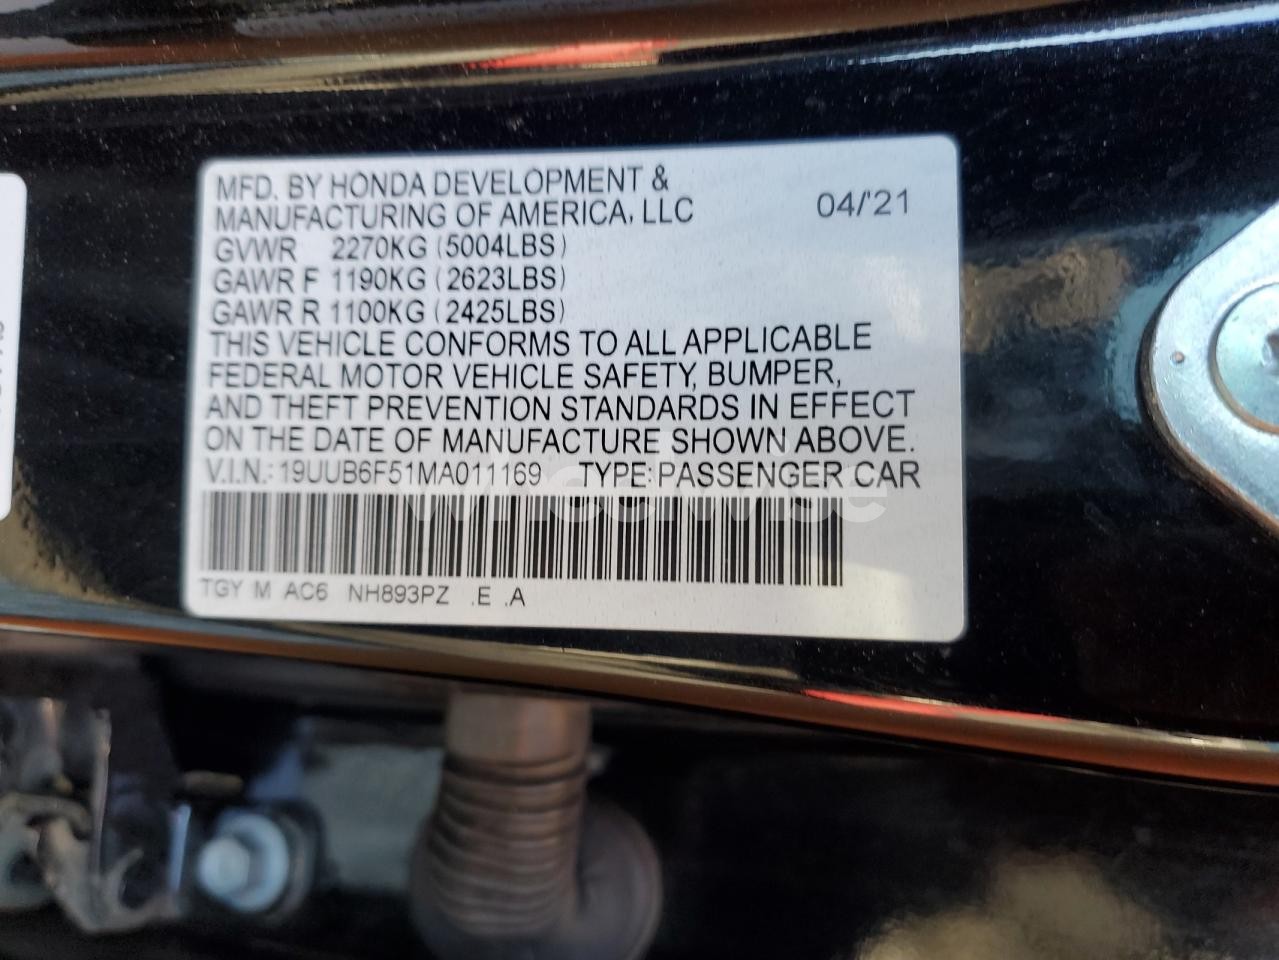 MFD. BY HONDA DEVELOPMENT &
MANUFACTURING OF AMERICA, LLC 04/'21
GVWR 2270KG (5004LBS)
GAWR F 1190KG (2623LBS)
GAWR R 1100KG (2425LBS)
THIS VEHICLE CONFORMS TO ALL APPLICABLE
FEDERAL MOTOR VEHICLE SAFETY, BUMPER,
AND THEFT PREVENTION STANDARDS IN EFFECT
ON THE DATE OF MANUFACTURE SHOWN ABOVE.
V.I.N.: 19UUB6F51MA011169 TYPE: PASSENGER CAR
wheelwise
TGY M AC6 NH893PZ .E .A